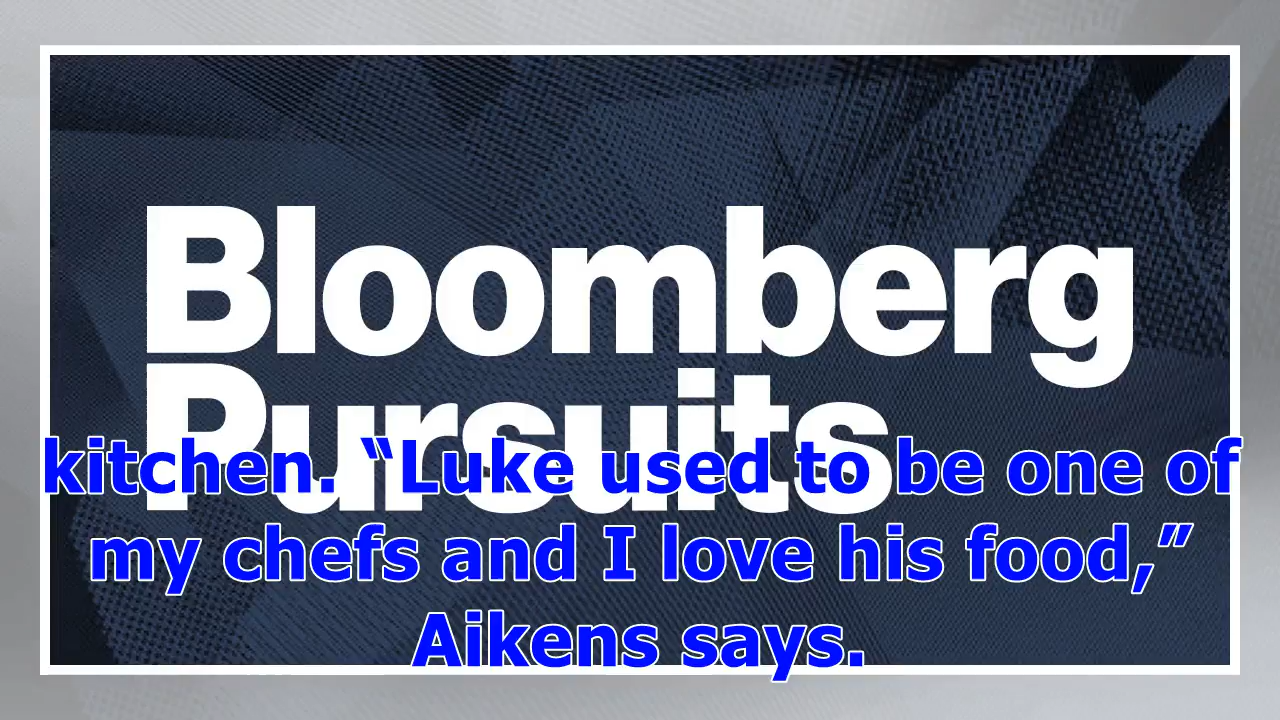 Bloomberg
Pursuits
kitchen. “Luke used to be one of
my chefs and I love his food,”
Aikens says.